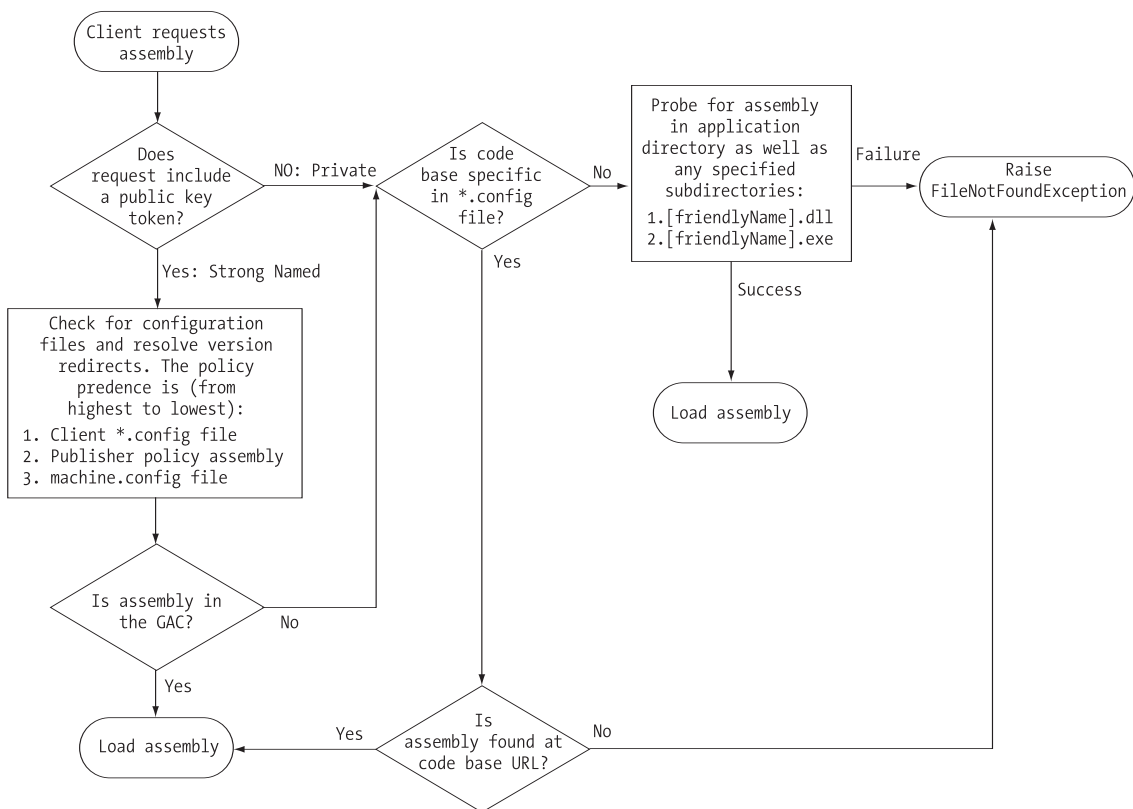 Client requests
assembly
Does
request include
a public key
token?
NO: Private
Yes: Strong Named
Check for configuration
files and resolve version
redirects. The policy
predence is (from
highest to lowest):
1. Client *.config file
2. Publisher policy assembly
3. machine.config file
Is assembly in
the GAC?
No
Yes
Load assembly
Is code
base specific
in *.config
file?
No
Yes
Probe for assembly
in application
directory as well as
any specified
subdirectories:
1.[friendlyName].dll
2.[friendlyName].exe
Failure
Raise
FileNotFoundException
Success
Load assembly
Is
assembly found at
code base URL?
Yes
No